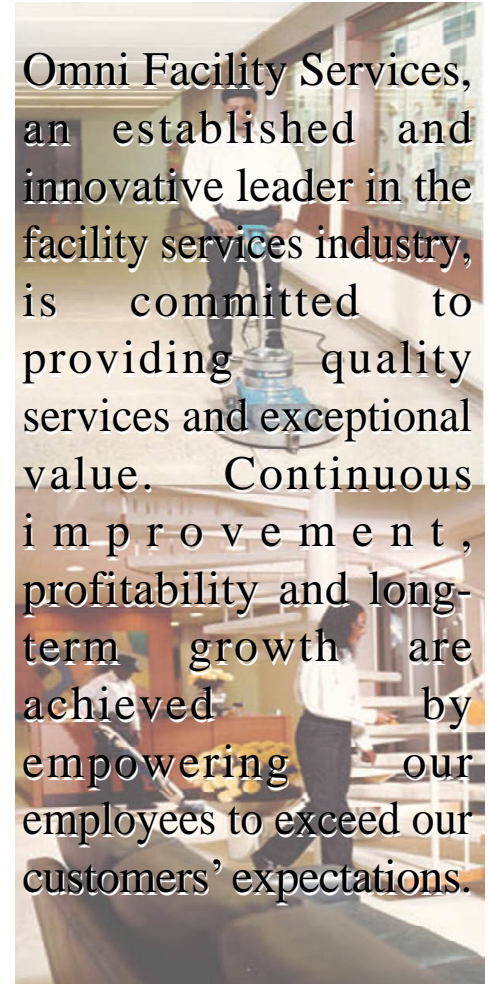 Omni Facility Services,
an established and
innovative leader in the
facility services industry,
is committed to
providing quality
services and exceptional
value. Continuous
improvement,
profitability and long-
term growth are
achieved by
empowering our
employees to exceed our
customers’ expectations.